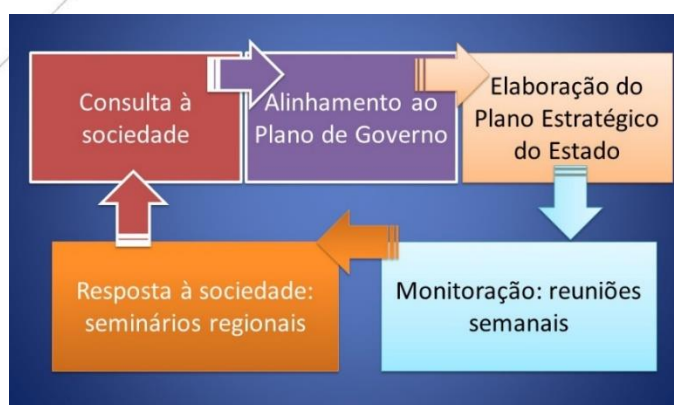 Consulta à
sociedade
Alinhamento ao
Plano de Governo
Elaboração do
Plano Estratégico
do Estado
Monitoração: reuniões
semanais
Resposta à sociedade:
seminários regionais